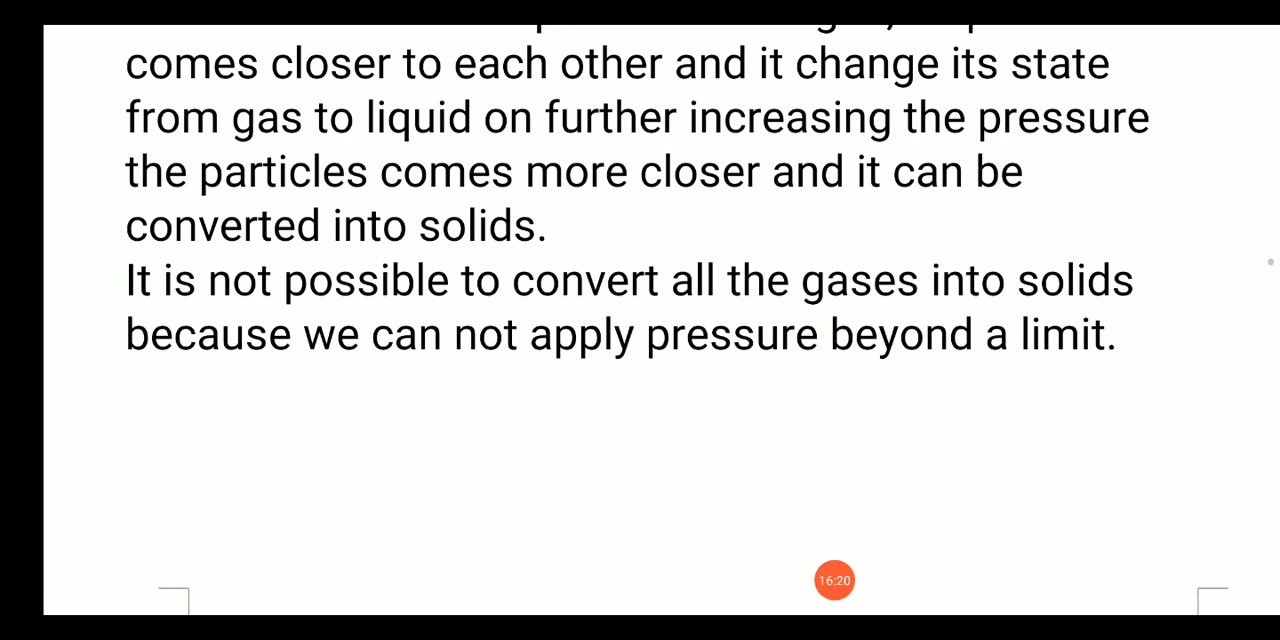 comes closer to each other and it change its state
from gas to liquid on further increasing the pressure
the particles comes more closer and it can be
converted into solids.
It is not possible to convert all the gases into solids
because we can not apply pressure beyond a limit.
16:20